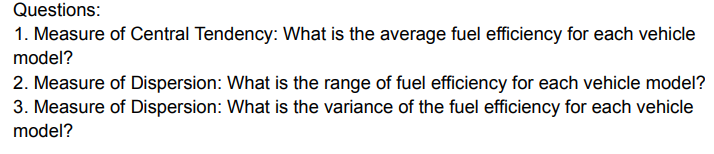 Questions:
1. Measure of Central Tendency: What is the average fuel efficiency for each vehicle
model?
2. Measure of Dispersion: What is the range of fuel efficiency for each vehicle model?
3. Measure of Dispersion: What is the variance of the fuel efficiency for each vehicle
model?